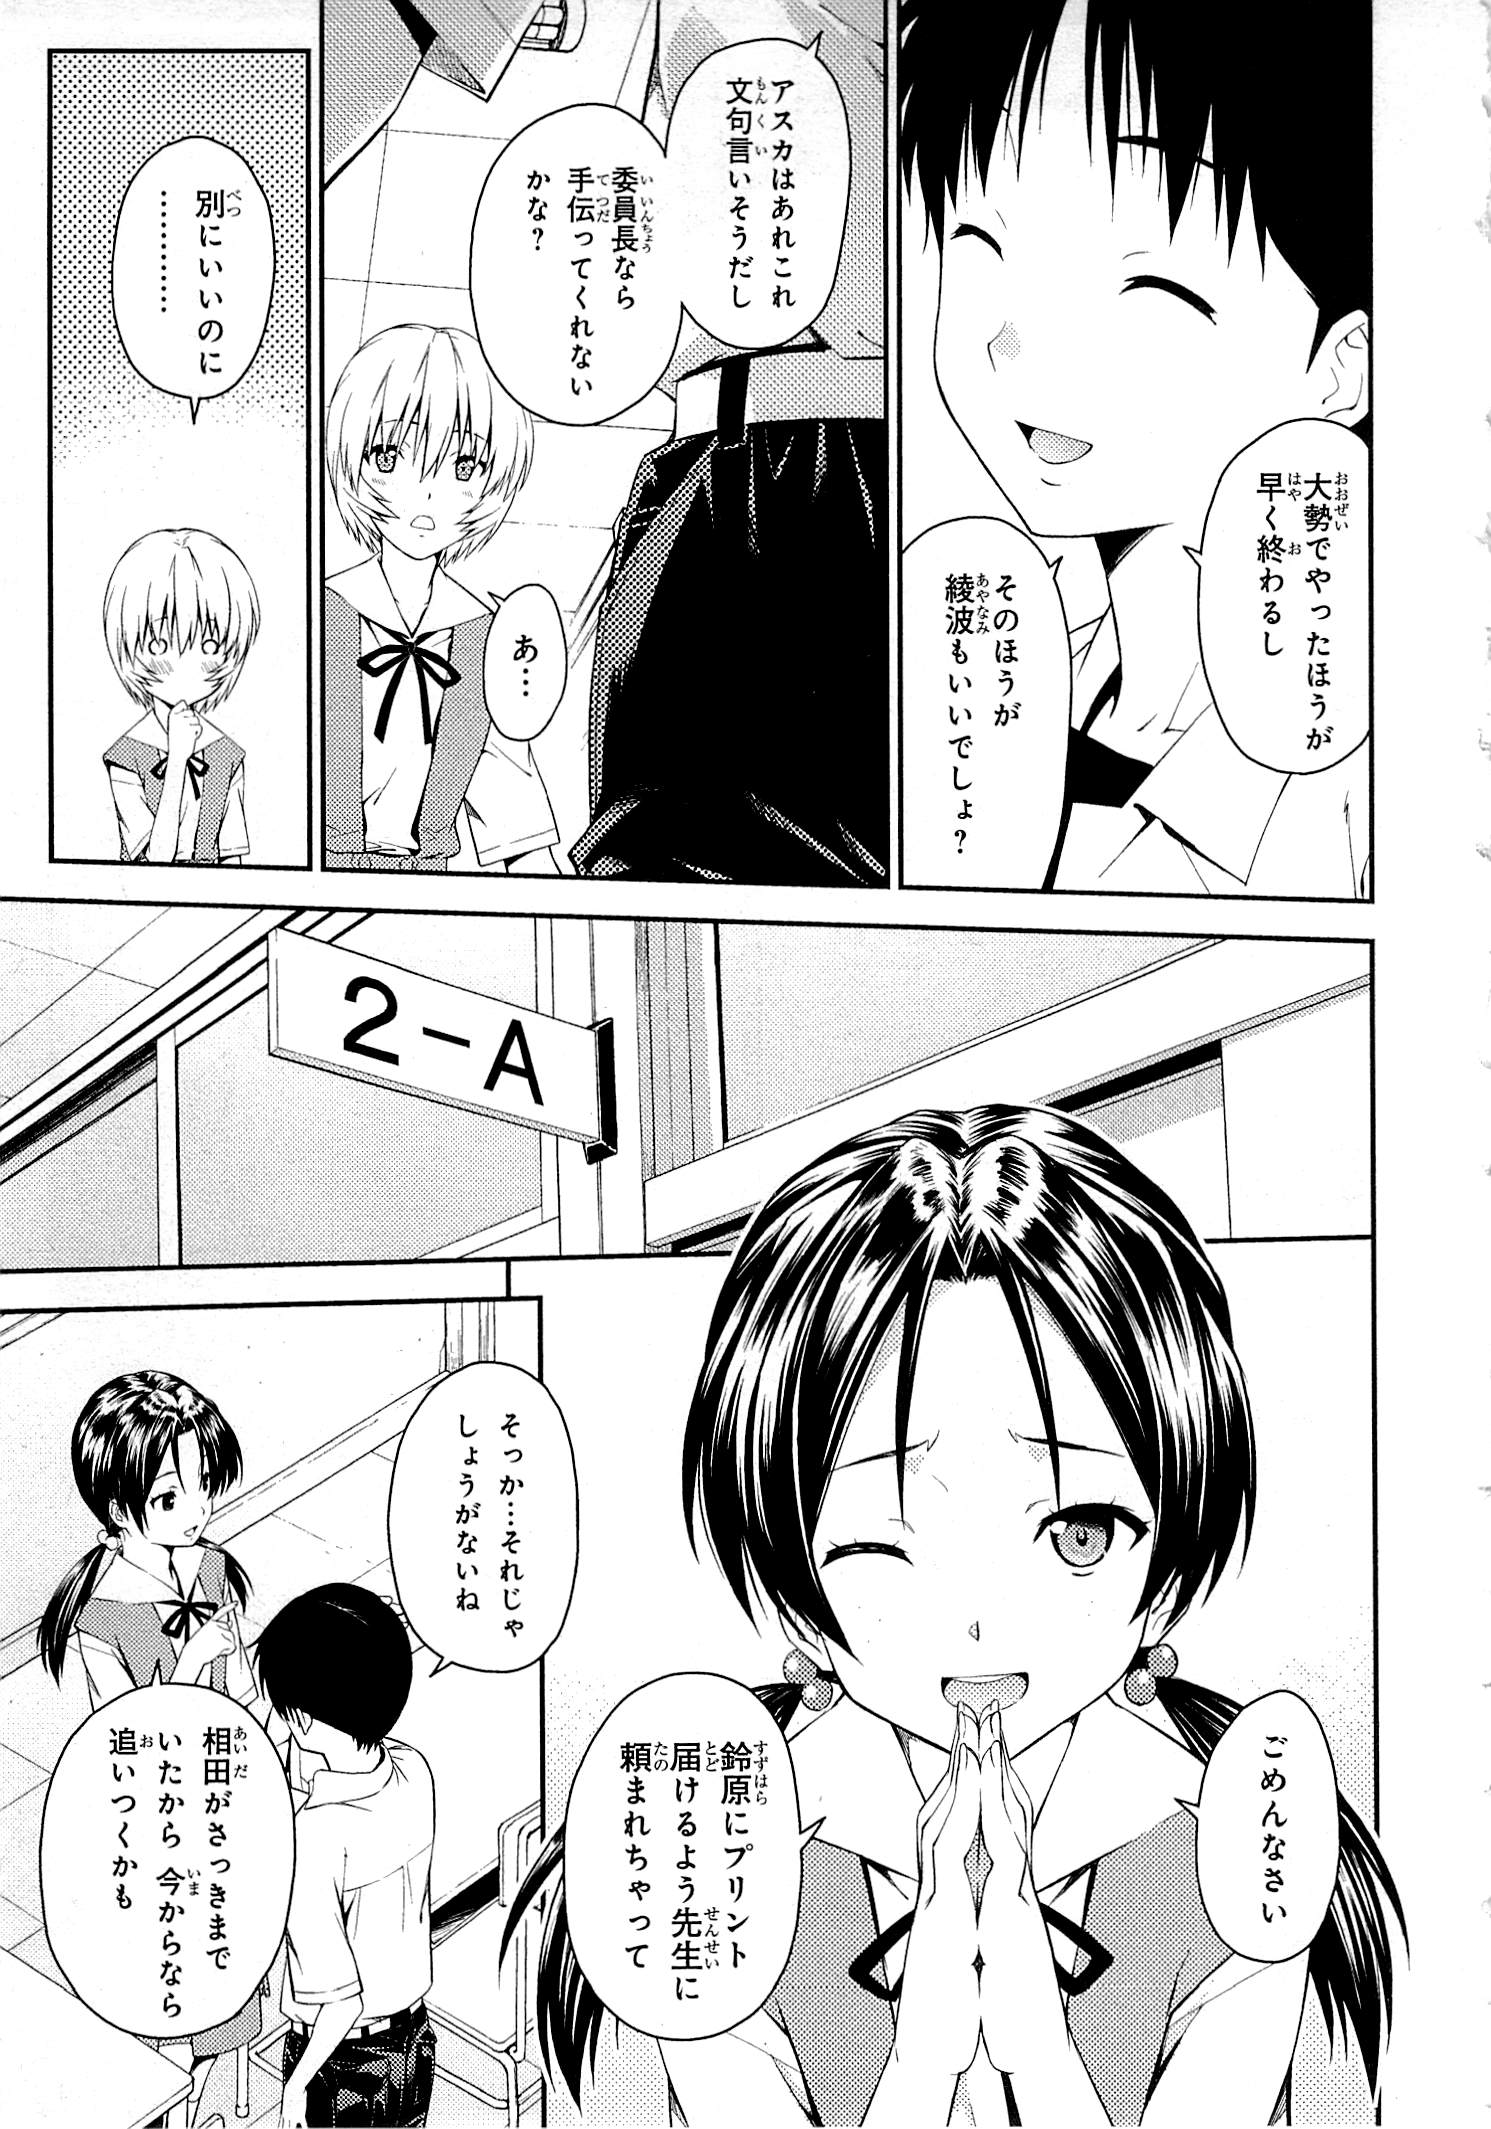 大勢でやったほうが
早く終わるし
そのほうが
綾波もいいでしょ?
アスカはあれこれ
文句言いそうだし
委員長なら
手伝ってくれない
かな?
あ…
別にいいのに
…………
2-A
ごめんなさい
鈴原にプリント
届けるよう先生に
頼まれちゃって
そっか…それじゃ
しょうがないね
相田がさっきまで
いたから 今からなら
追いつくかも